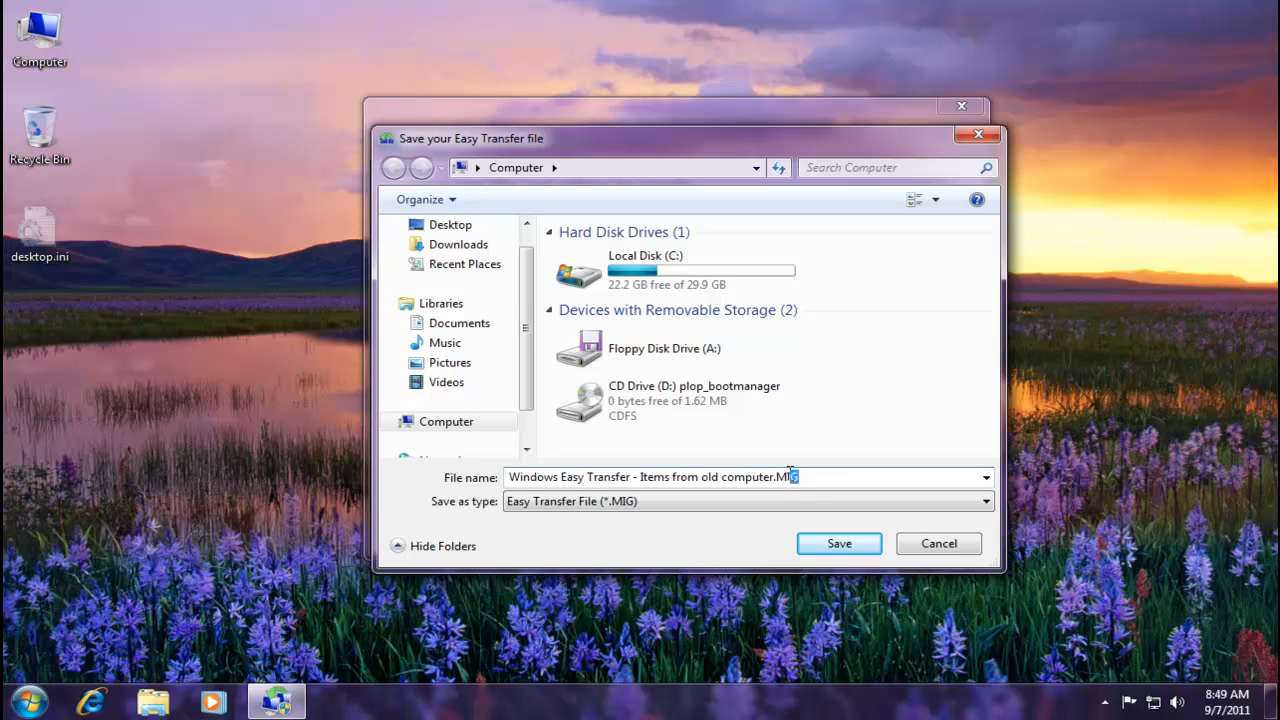 Computer
Recycle Bin
desktop.ini
Save your Easy Transfer file
Computer
Search Computer
Organize
Desktop
Downloads
Recent Places
Libraries
Documents
Music
Pictures
Videos
Computer
Hard Disk Drives (1)
Local Disk (C:)
22.2 GB free of 29.9 GB
Devices with Removable Storage (2)
Floppy Disk Drive (A:)
CD Drive (D:) plop_bootmanager
0 bytes free of 1.62 MB
CDFS
File name: Windows Easy Transfer - Items from old computer.MIG
Save as type: Easy Transfer File (*.MIG)
Hide Folders
Save
Cancel
8:49 AM
9/7/2011